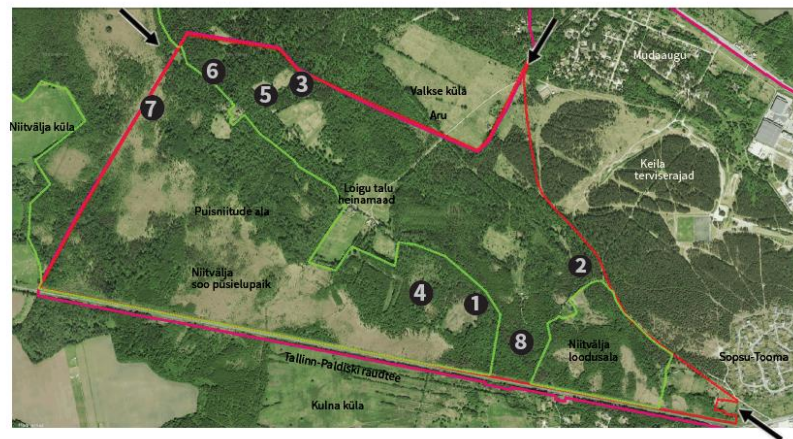 Mudaaugu
6
5
3
Valkse küla
7
Aru
Niitvälja küla
Keila
terviserajad
Loigu talu
heinamaad
Puisniitude ala
2
Niitvälja
soo püsielupaik
4
1
8
Niitvälja
loodusala
Sopsu-Tooma
Tallinn-Paldiski raudtee
Kulna küla